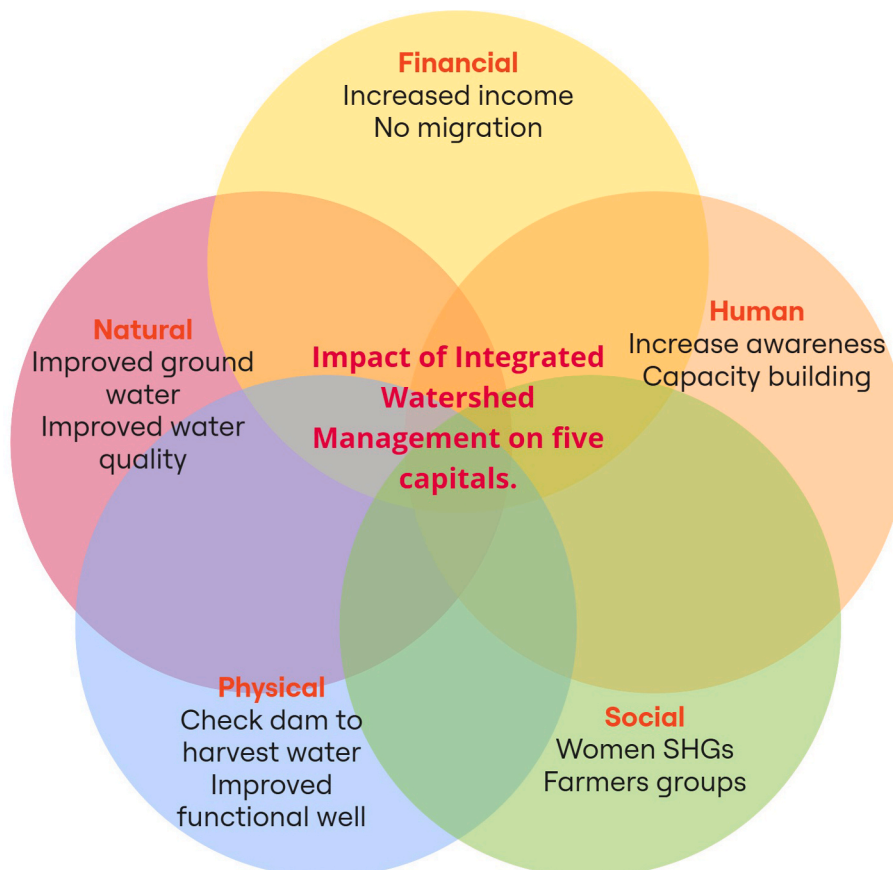 Financial
Increased income
No migration
Natural
Improved ground
water
Improved water
quality
Impact of Integrated
Watershed
Management on five
capitals.
Human
Increase awareness
Capacity building
Physical
Check dam to
harvest water
Improved
functional well
Social
Women SHGs
Farmers groups